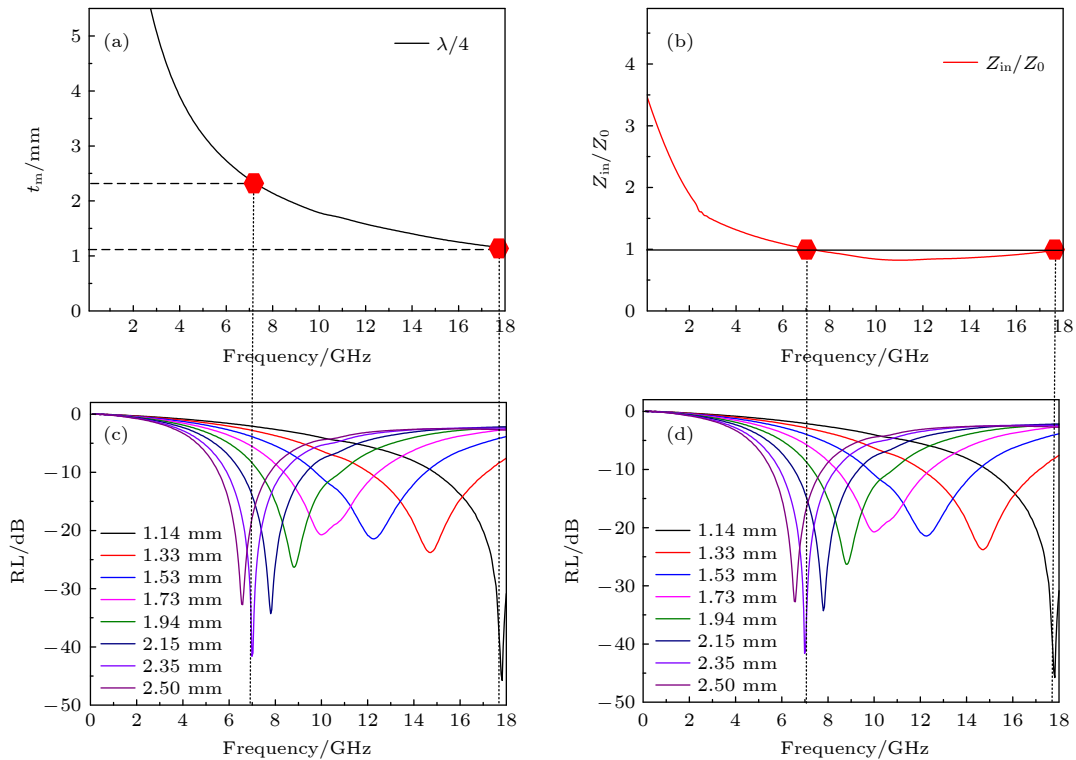 (a)
λ/4
5
4
3
2
1
0
t_m/mm
2 4 6 8 10 12 14 16 18
Frequency/GHz
(b)
Z_in/Z_0
4
3
2
1
0
Z_in/Z_0
2 4 6 8 10 12 14 16 18
Frequency/GHz
(c)
0
−10
−20
−30
−40
−50
RL/dB
1.14 mm
1.33 mm
1.53 mm
1.73 mm
1.94 mm
2.15 mm
2.35 mm
2.50 mm
0 2 4 6 8 10 12 14 16 18
Frequency/GHz
(d)
0
−10
−20
−30
−40
−50
RL/dB
1.14 mm
1.33 mm
1.53 mm
1.73 mm
1.94 mm
2.15 mm
2.35 mm
2.50 mm
0 2 4 6 8 10 12 14 16 18
Frequency/GHz